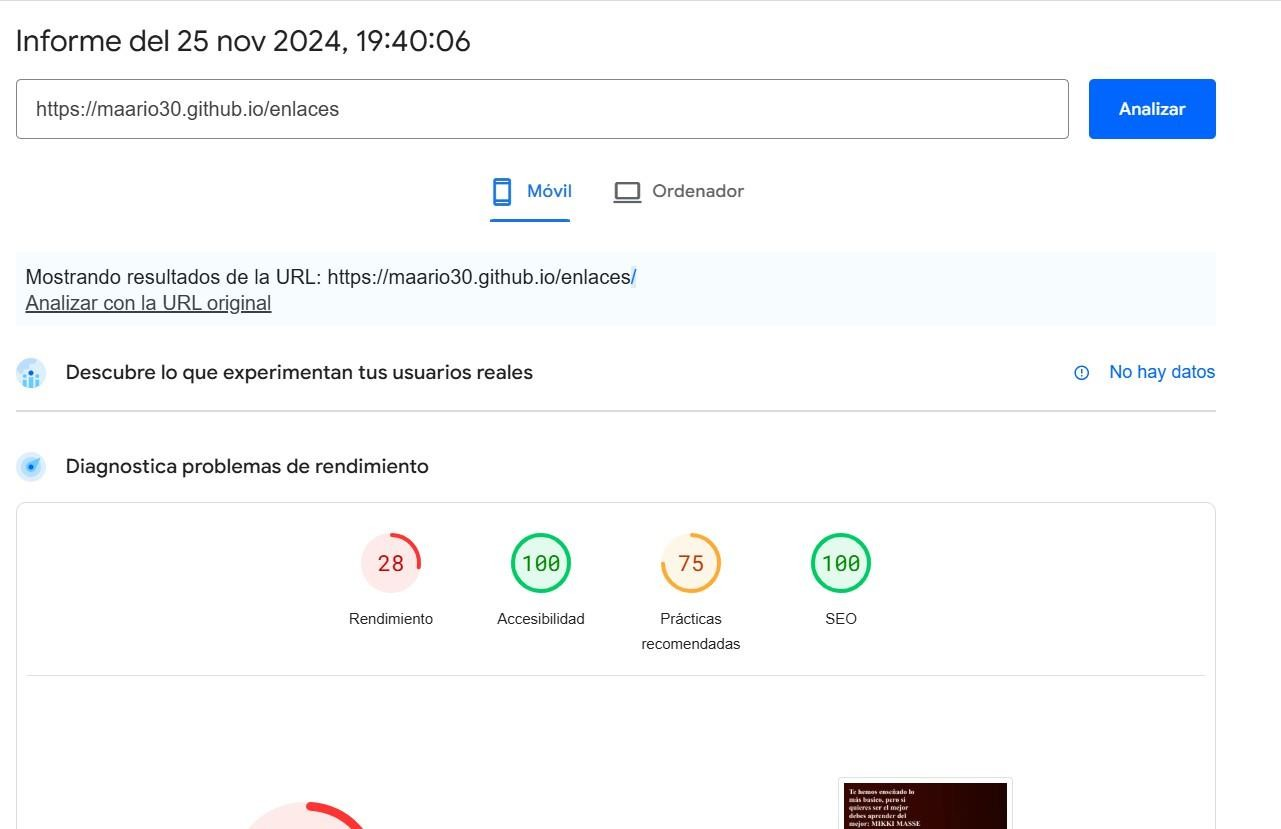 Informe del 25 nov 2024, 19:40:06
https://maario30.github.io/enlaces
Analizar
Móvil
Ordenador
Mostrando resultados de la URL: https://maario30.github.io/enlaces/
Analizar con la URL original
Descubre lo que experimentan tus usuarios reales
No hay datos
Diagnostica problemas de rendimiento
28
100
75
100
Rendimiento
Accesibilidad
Prácticas
recomendadas
SEO
Te hemos enseñado lo
más basico, pero si
quieres ser el mejor
debes aprender del
mejor: MIKKI MASSE